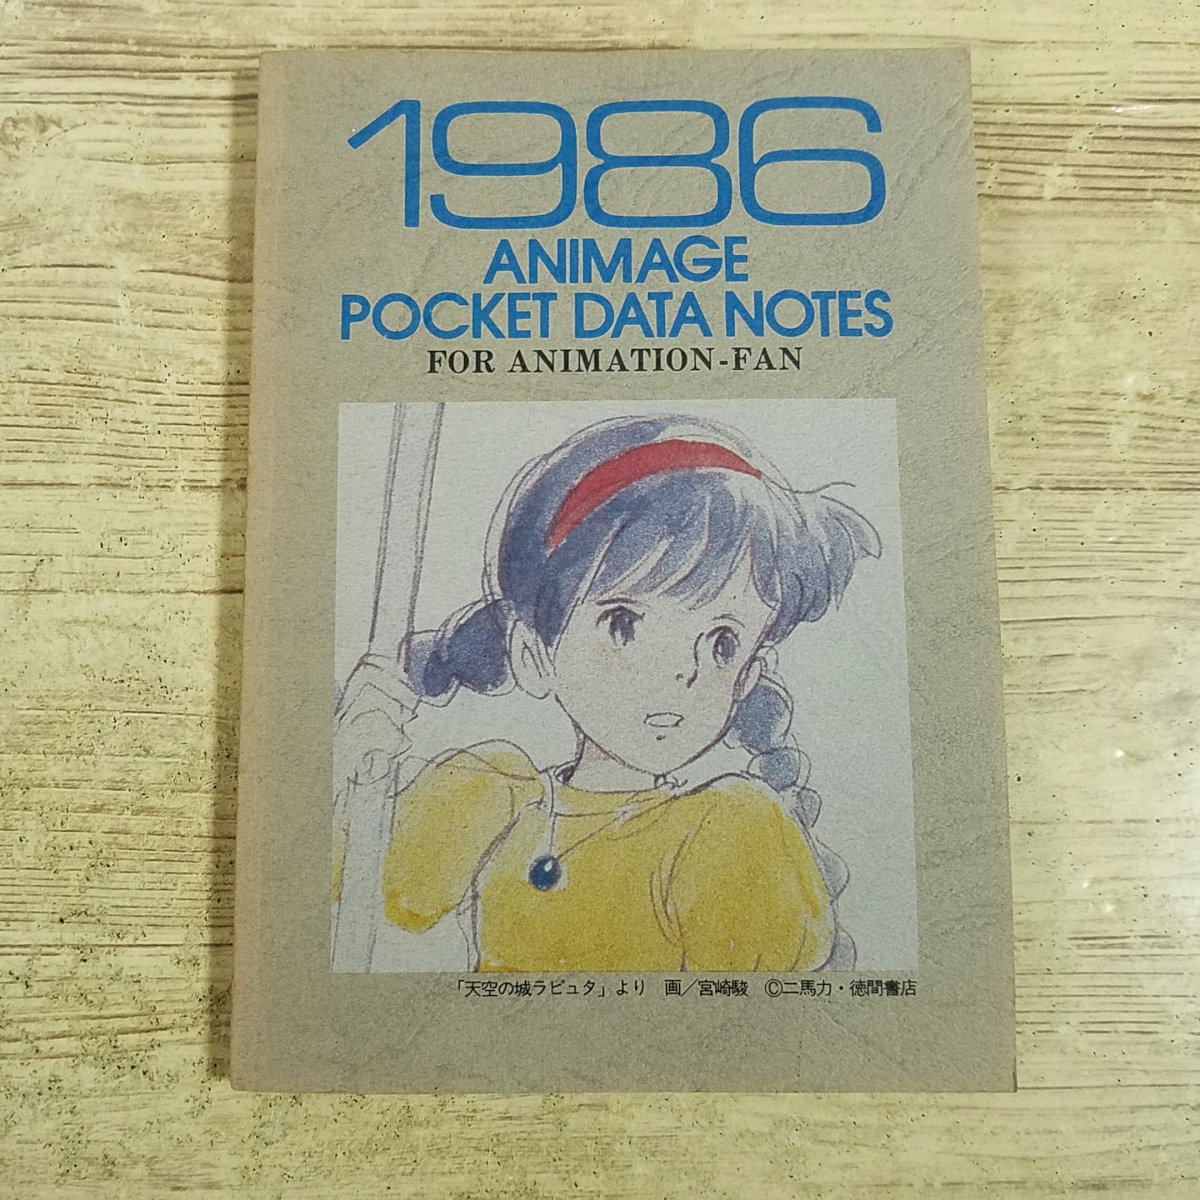 1986
ANIMAGE
POCKET DATA NOTES
FOR ANIMATION-FAN
「天空の城ラピュタ」より 画／宮崎駿 Ⓒ二馬力・徳間書店